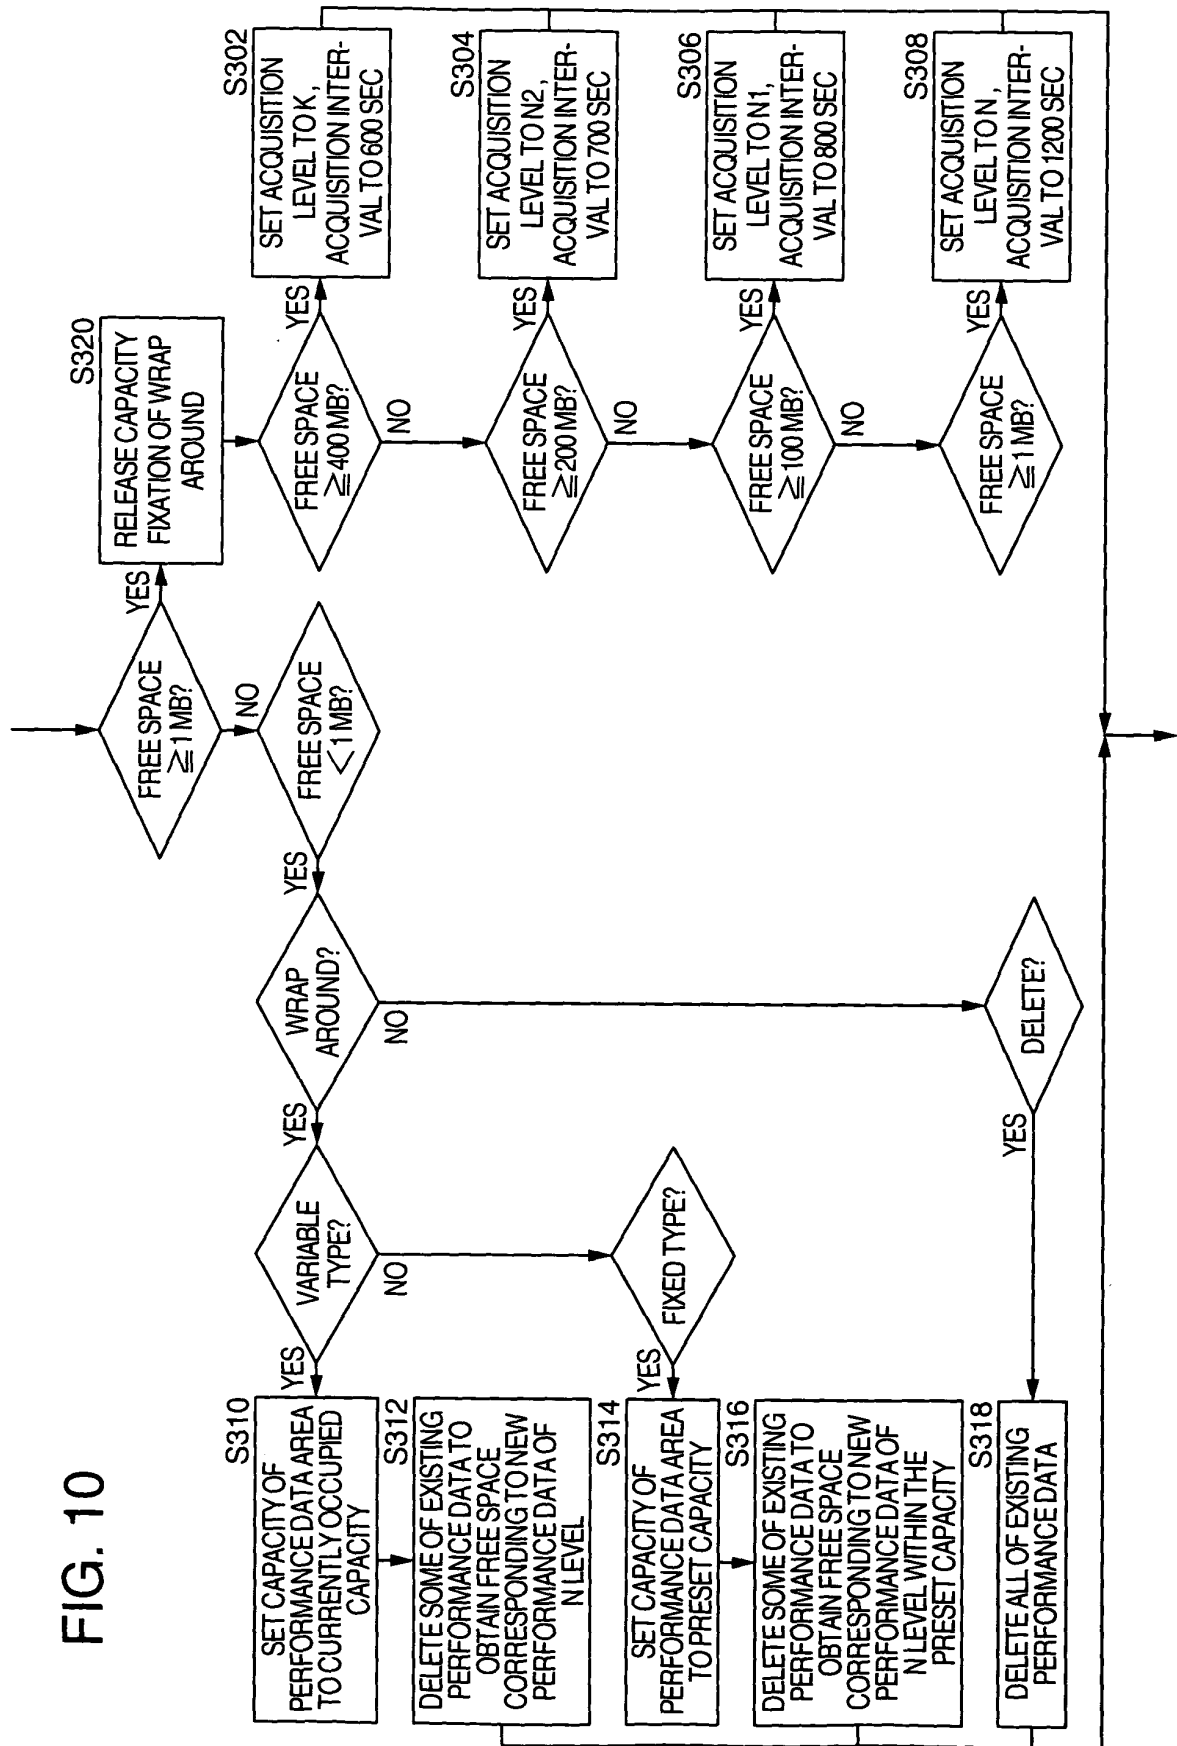 FIG. 10
FREE SPACE
≧1 MB?
YES
NO
S320
RELEASE CAPACITY
FIXATION OF WRAP
AROUND
FREE SPACE
≧400 MB?
YES
NO
S302
SET ACQUISITION
LEVEL TO K,
ACQUISITION INTER-
VAL TO 600 SEC
FREE SPACE
≧200 MB?
YES
NO
S304
SET ACQUISITION
LEVEL TO N2,
ACQUISITION INTER-
VAL TO 700 SEC
FREE SPACE
≧100 MB?
YES
NO
S306
SET ACQUISITION
LEVEL TO N1,
ACQUISITION INTER-
VAL TO 800 SEC
FREE SPACE
≧1 MB?
YES
S308
SET ACQUISITION
LEVEL TO N,
ACQUISITION INTER-
VAL TO 1200 SEC
FREE SPACE
<1 MB?
YES
WRAP
AROUND?
YES
NO
VARIABLE
TYPE?
YES
NO
S310
SET CAPACITY OF
PERFORMANCE DATA AREA
TO CURRENTLY OCCUPIED
CAPACITY
S312
DELETE SOME OF EXISTING
PERFORMANCE DATA TO
OBTAIN FREE SPACE
CORRESPONDING TO NEW
PERFORMANCE DATA OF
N LEVEL
FIXED TYPE?
YES
S314
SET CAPACITY OF
PERFORMANCE DATA AREA
TO PRESET CAPACITY
S316
DELETE SOME OF EXISTING
PERFORMANCE DATA TO
OBTAIN FREE SPACE
CORRESPONDING TO NEW
PERFORMANCE DATA OF
N LEVEL WITHIN THE
PRESET CAPACITY
DELETE?
YES
S318
DELETE ALL OF EXISTING
PERFORMANCE DATA